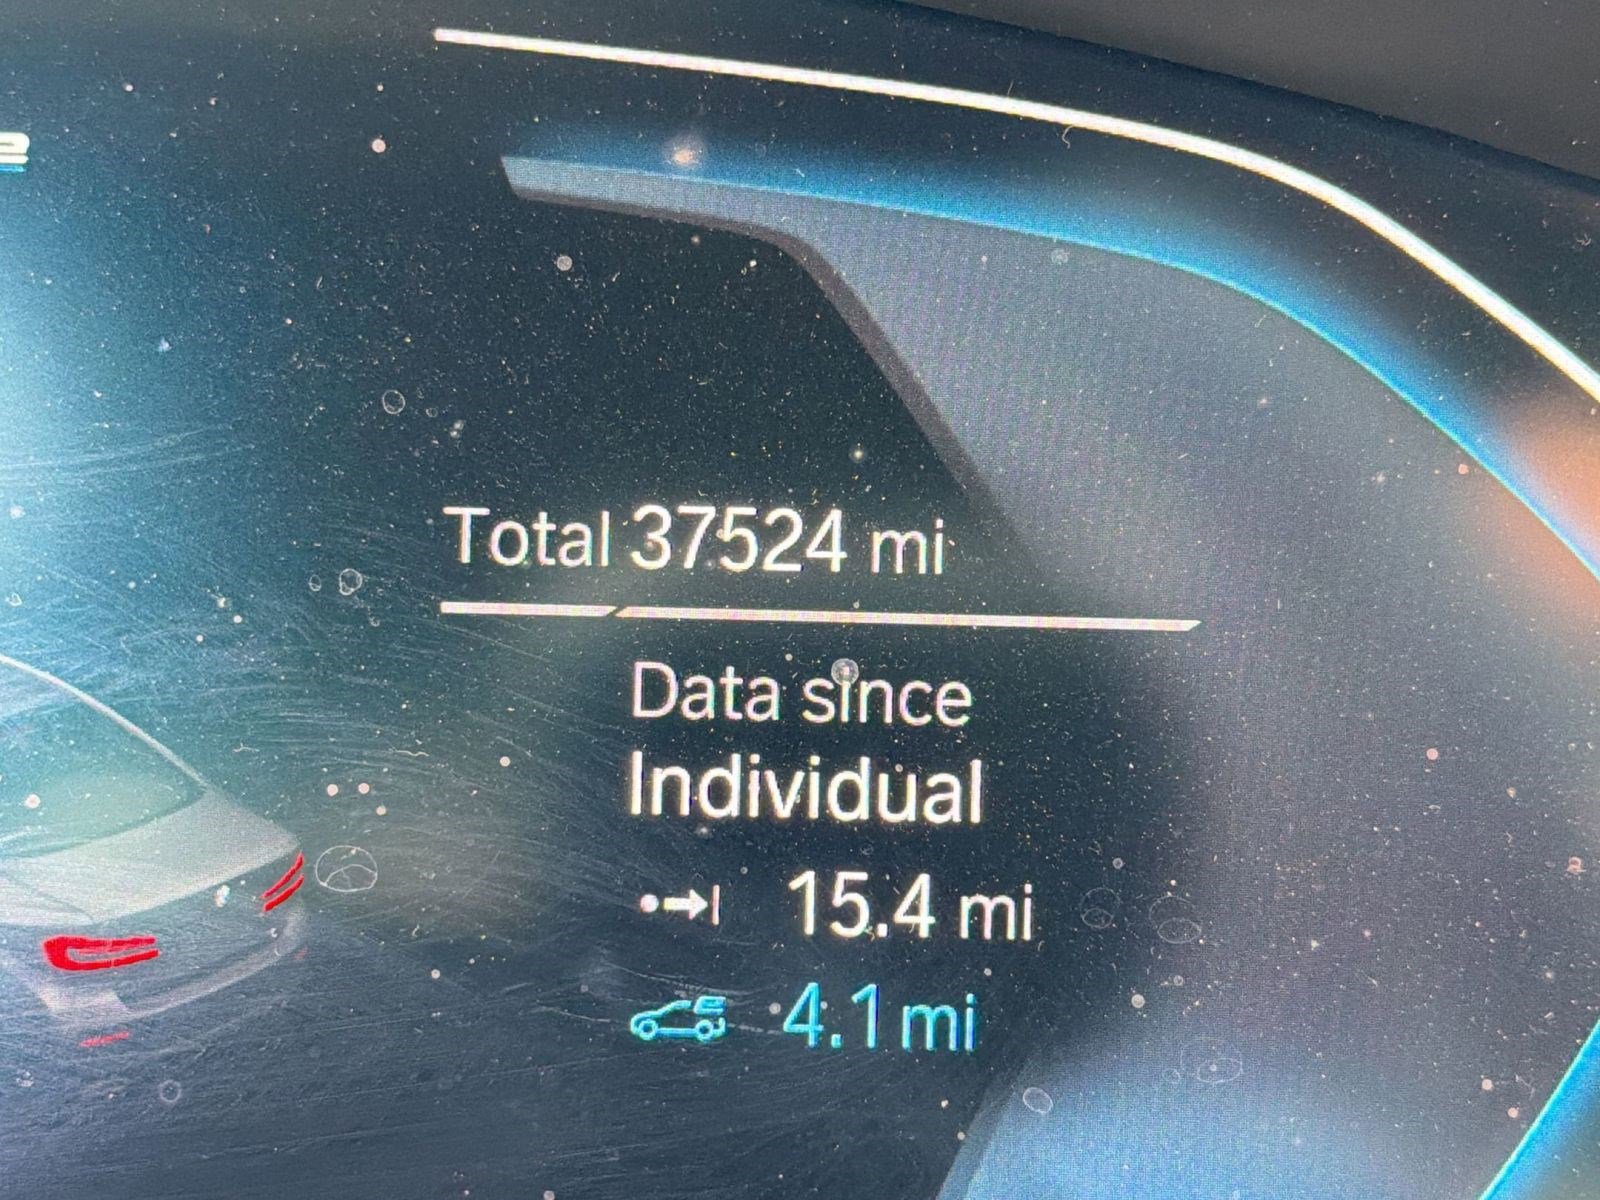 Total 37524 mi
Data since
Individual
15.4 mi
4.1 mi